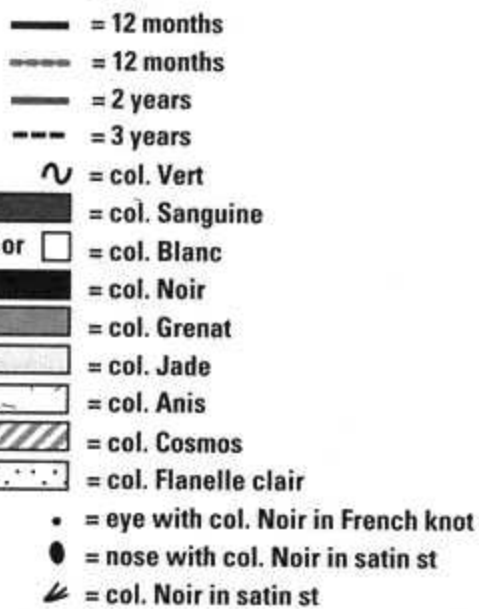 = 12 months
= 12 months
= 2 years
= 3 years
= col. Vert
= col. Sanguine
or = col. Blanc
= col. Noir
= col. Grenat
= col. Jade
= col. Anis
= col. Cosmos
= col. Flanelle clair
= eye with col. Noir in French knot
= nose with col. Noir in satin st
= col. Noir in satin st